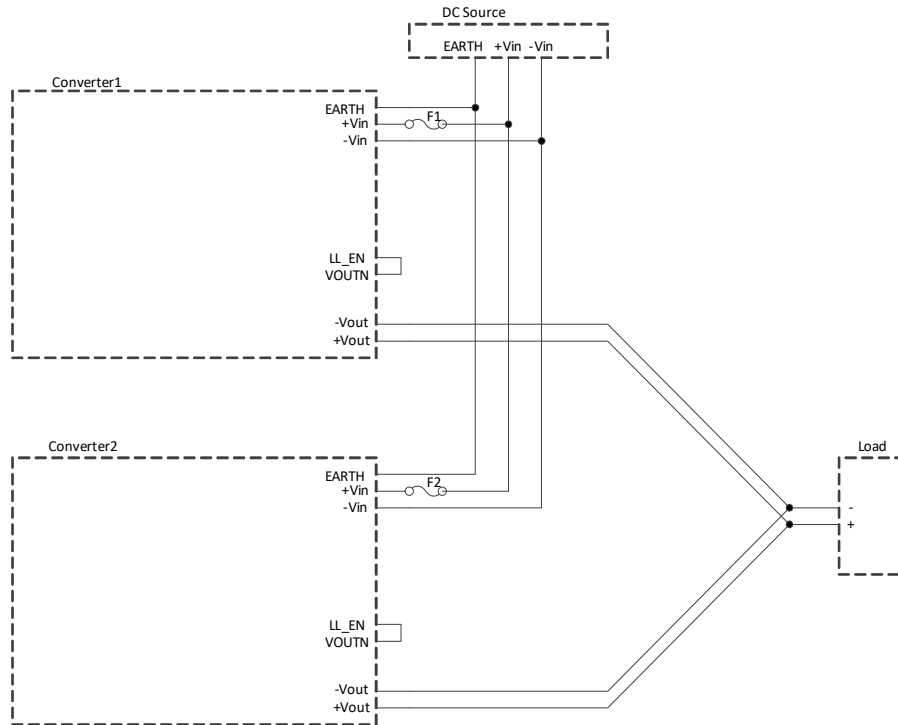 DC Source
EARTH +Vin -Vin
Converter1
EARTH
F1
+Vin
-Vin
LL_EN
VOUTN
-Vout
+Vout
Converter2
Load
EARTH
F2
+Vin
-Vin
-
+
LL_EN
VOUTN
-Vout
+Vout